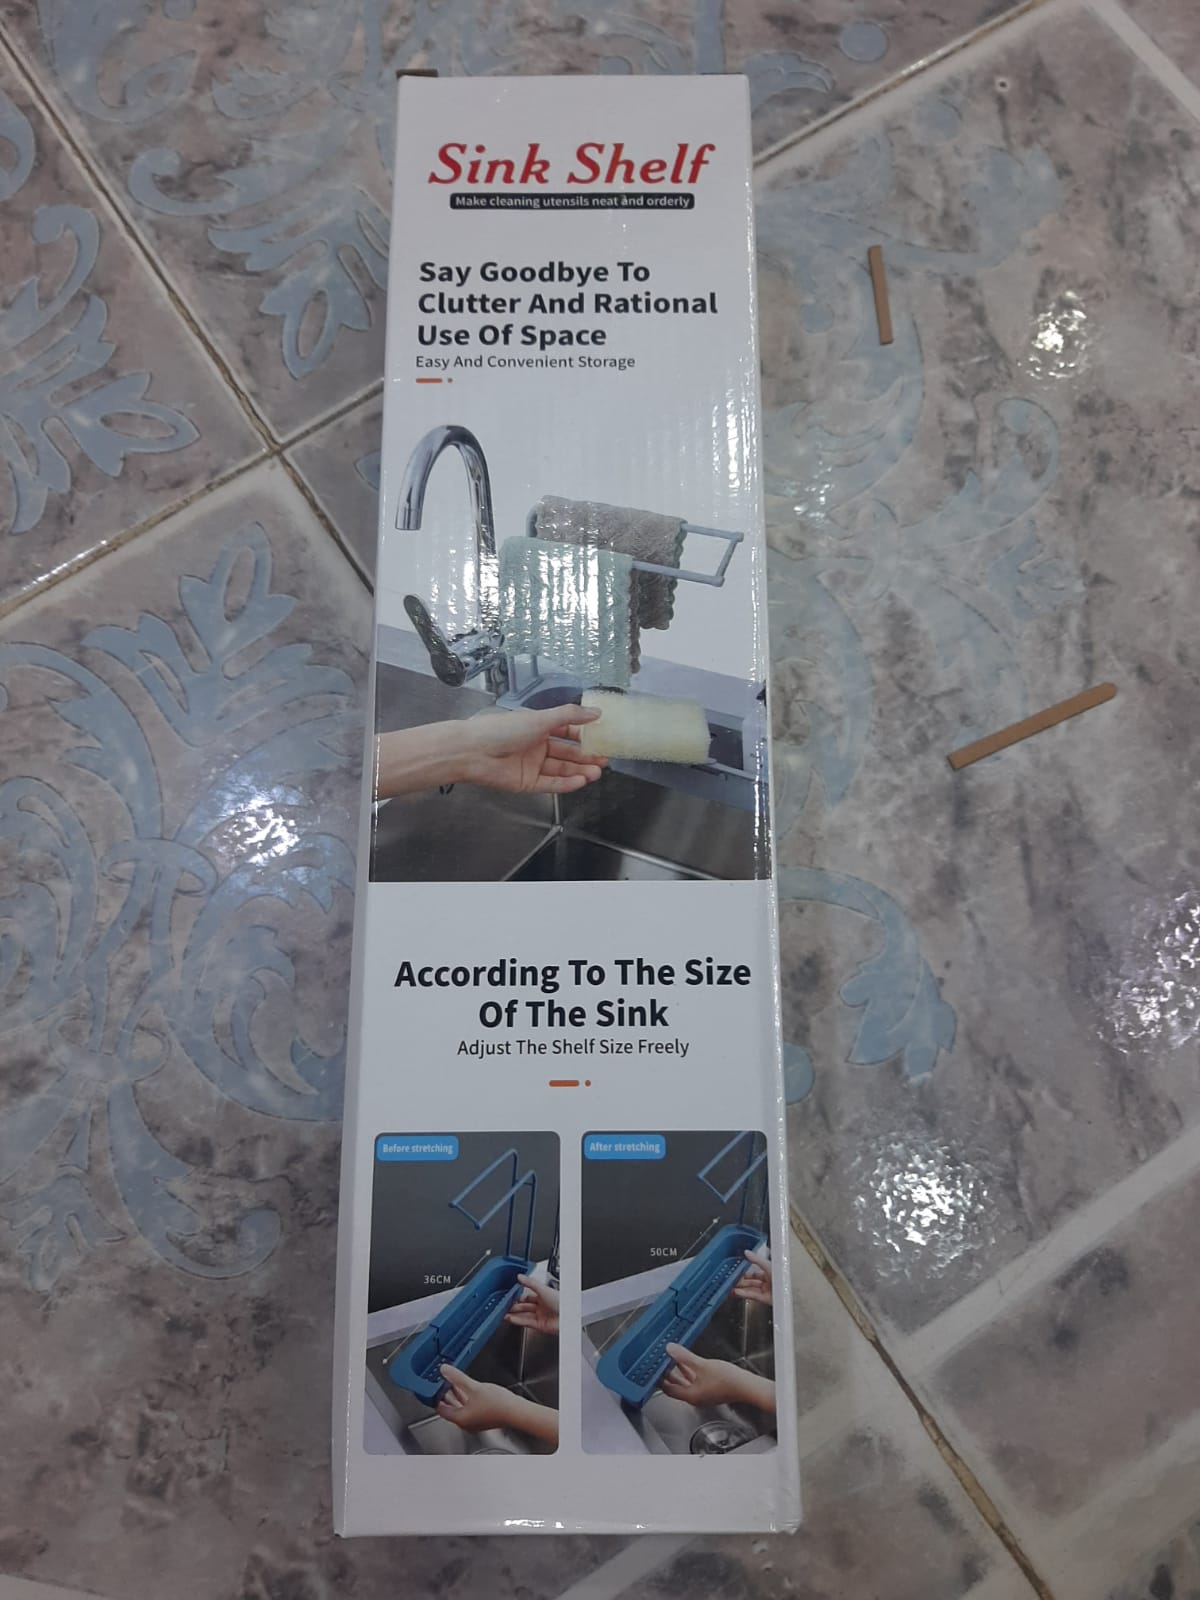 Sink Shelf
Make cleaning utensils neat and orderly
Say Goodbye To
Clutter And Rational
Use Of Space
Easy And Convenient Storage
According To The Size
Of The Sink
Adjust The Shelf Size Freely
Before stretching
After stretching
36CM
50CM